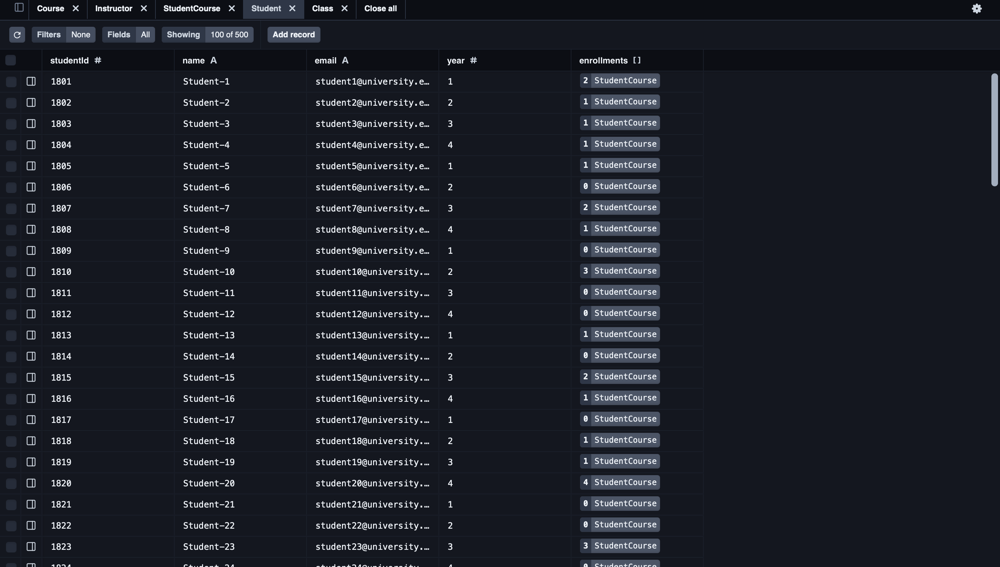 Course Instructor StudentCourse Student Class Close all
Filters None Fields All Showing 100 of 500 Add record
studentId # name A email A year # enrollments []
1801 Student-1 student1@university.e… 1 2 StudentCourse
1802 Student-2 student2@university.e… 2 1 StudentCourse
1803 Student-3 student3@university.e… 3 1 StudentCourse
1804 Student-4 student4@university.e… 4 1 StudentCourse
1805 Student-5 student5@university.e… 1 1 StudentCourse
1806 Student-6 student6@university.e… 2 0 StudentCourse
1807 Student-7 student7@university.e… 3 2 StudentCourse
1808 Student-8 student8@university.e… 4 1 StudentCourse
1809 Student-9 student9@university.e… 1 0 StudentCourse
1810 Student-10 student10@university.… 2 3 StudentCourse
1811 Student-11 student11@university.… 3 0 StudentCourse
1812 Student-12 student12@university.… 4 0 StudentCourse
1813 Student-13 student13@university.… 1 1 StudentCourse
1814 Student-14 student14@university.… 2 0 StudentCourse
1815 Student-15 student15@university.… 3 2 StudentCourse
1816 Student-16 student16@university.… 4 1 StudentCourse
1817 Student-17 student17@university.… 1 0 StudentCourse
1818 Student-18 student18@university.… 2 1 StudentCourse
1819 Student-19 student19@university.… 3 1 StudentCourse
1820 Student-20 student20@university.… 4 4 StudentCourse
1821 Student-21 student21@university.… 1 0 StudentCourse
1822 Student-22 student22@university.… 2 0 StudentCourse
1823 Student-23 student23@university.… 3 3 StudentCourse
1824 Student-24 student24@university.… 4 0 StudentCourse